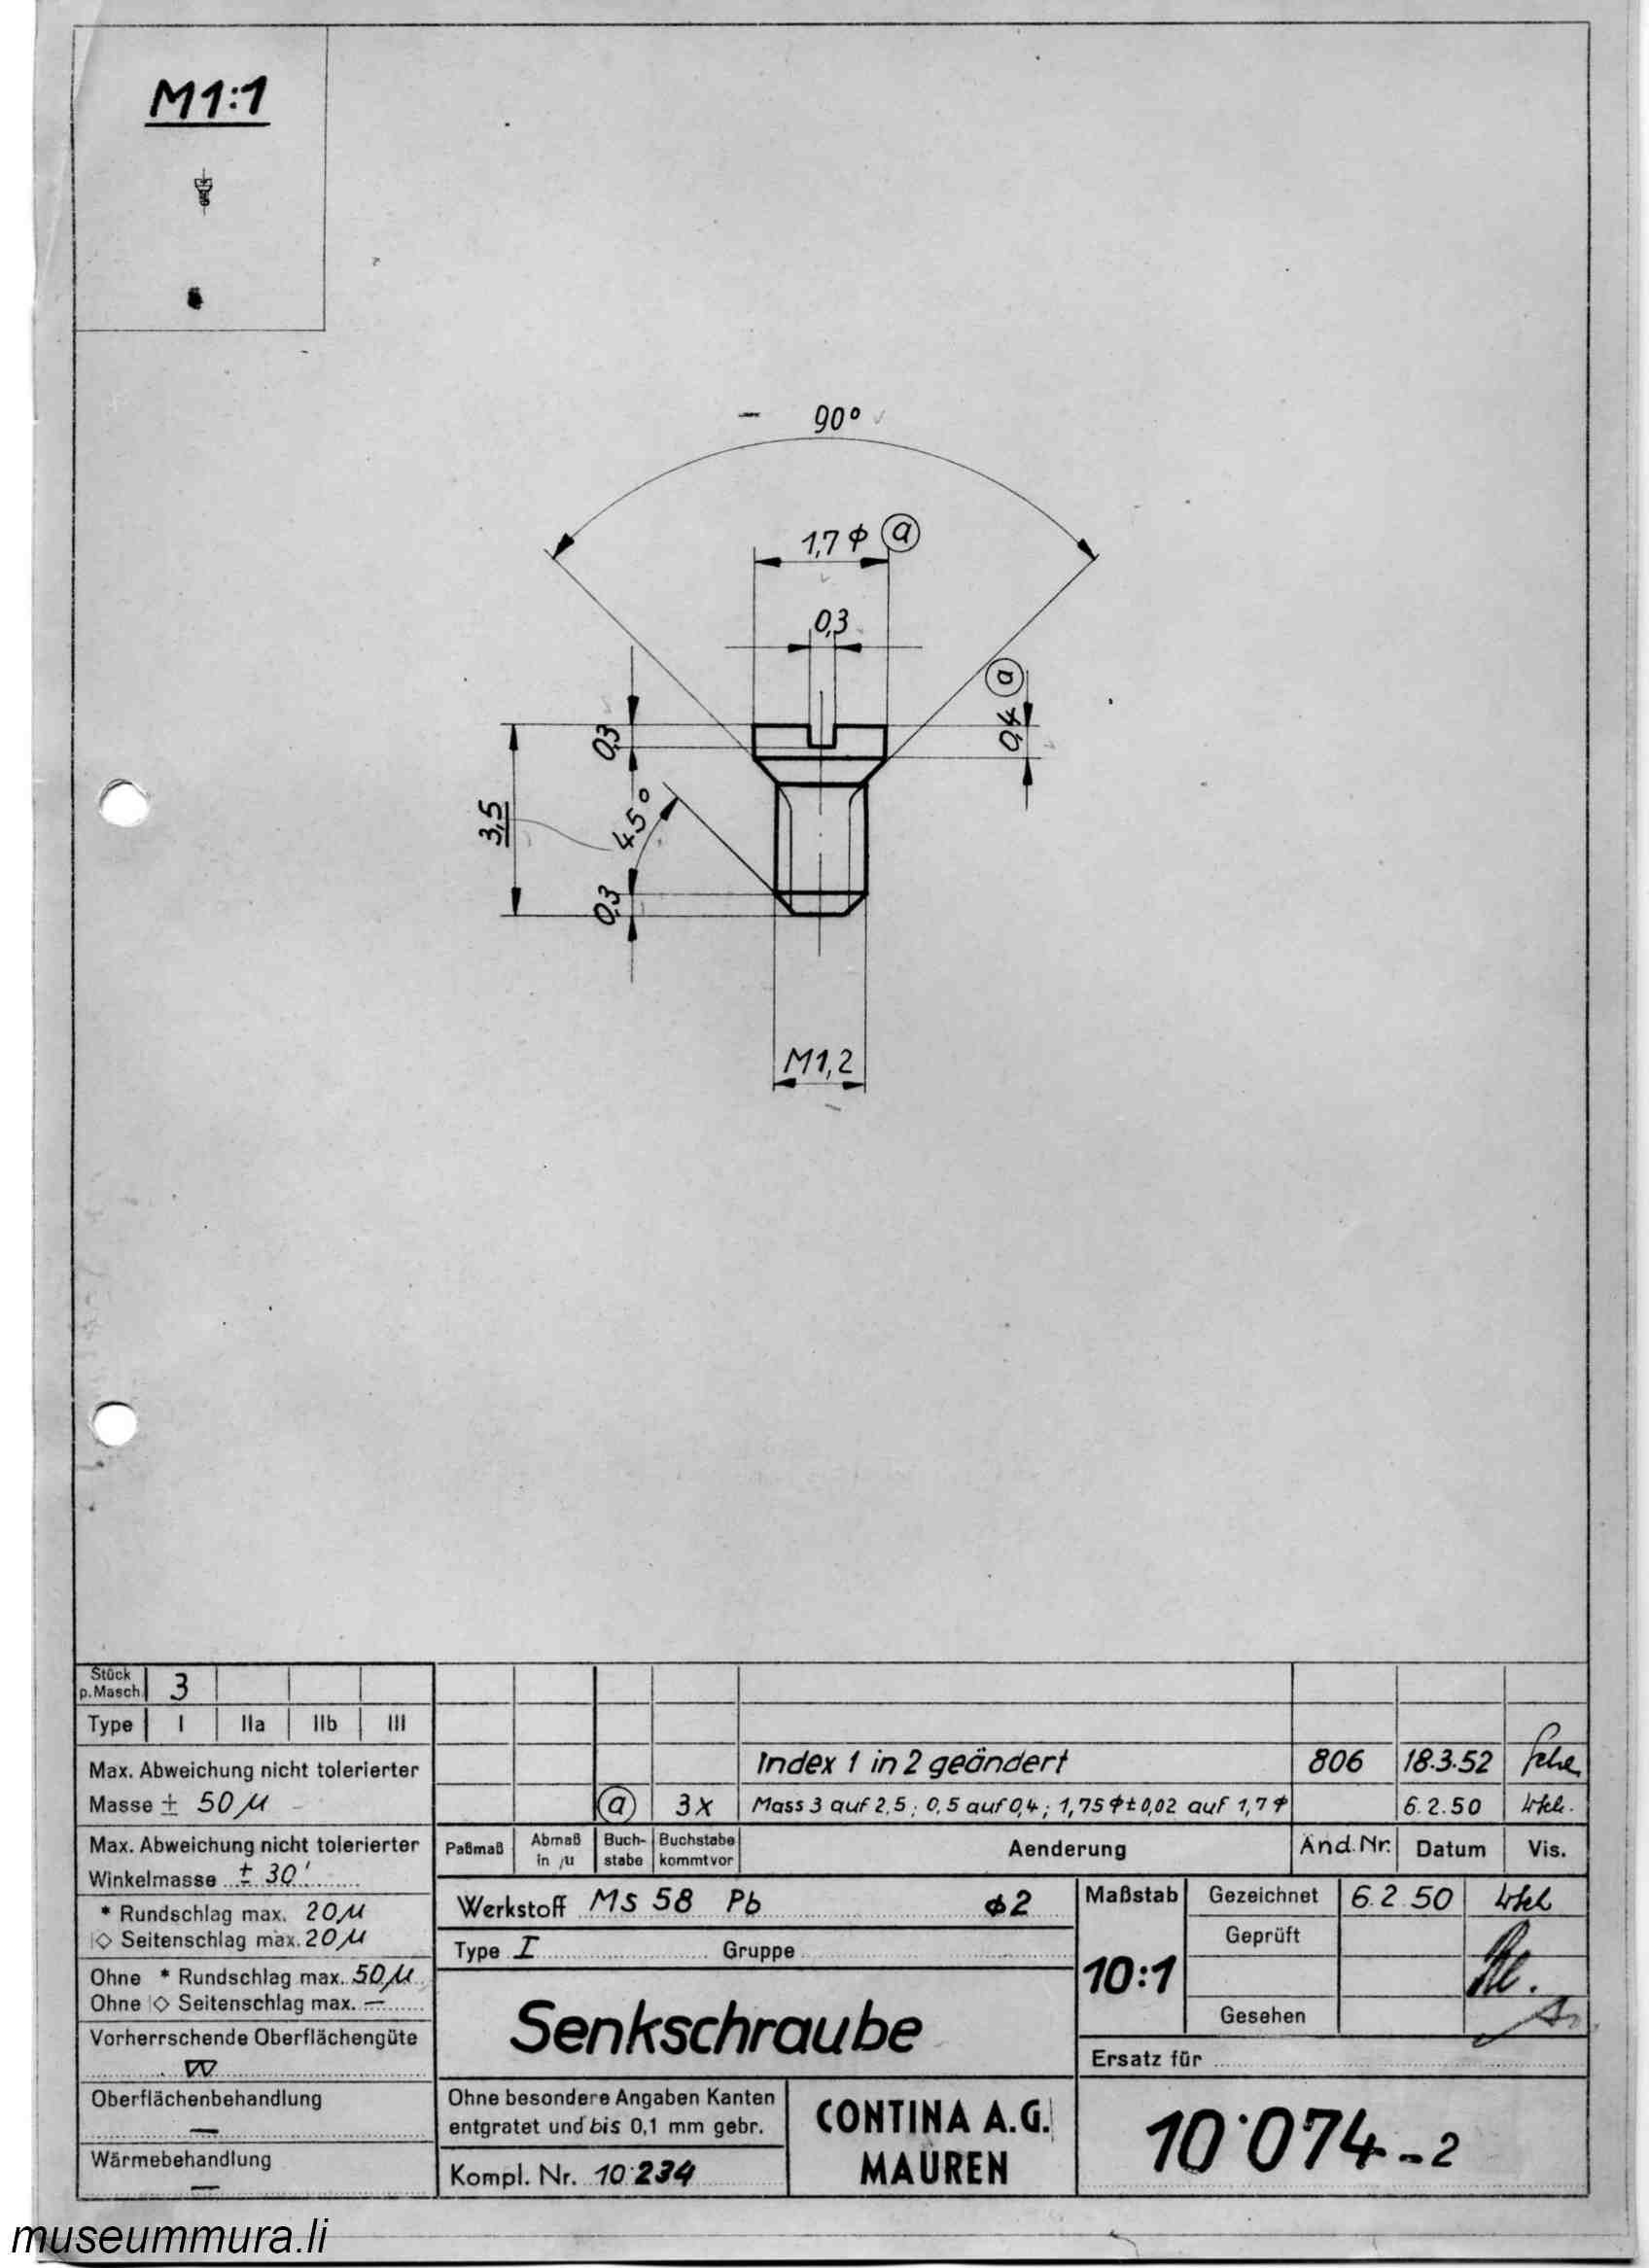 M1:1
90°
1,7 ⌀ ⓐ
0,3
0,4 ⓐ
0,3
3,5
45°
0,3
M1,2
Stück p. Masch. 3
Type I IIa IIb III
Max. Abweichung nicht tolerierter
Masse ± 50 µ
Max. Abweichung nicht tolerierter
Winkelmasse ± 30'
* Rundschlag max. 20 µ
◇ Seitenschlag max. 20 µ
Ohne * Rundschlag max. 50 µ
Ohne ◇ Seitenschlag max. —
Vorherrschende Oberflächengüte
▽▽
Oberflächenbehandlung
—
Wärmebehandlung
—
Index 1 in 2 geändert 806 18.3.52
ⓐ 3x Mass 3 auf 2,5; 0,5 auf 0,4; 1,75 ⌀ ± 0,02 auf 1,7 ⌀ 6.2.50
Paßmaß Abmaß in µ Buch-stabe Buchstabe kommt vor Aenderung Änd. Nr. Datum Vis.
Werkstoff Ms 58 Pb ⌀2
Type I Gruppe
Senkschraube
Ohne besondere Angaben Kanten
entgratet und bis 0,1 mm gebr.
Kompl. Nr. 10·234
CONTINA A.G.
MAUREN
Maßstab
10:1
Gezeichnet 6.2.50
Geprüft
Gesehen
Ersatz für
10·074-2
museummura.li